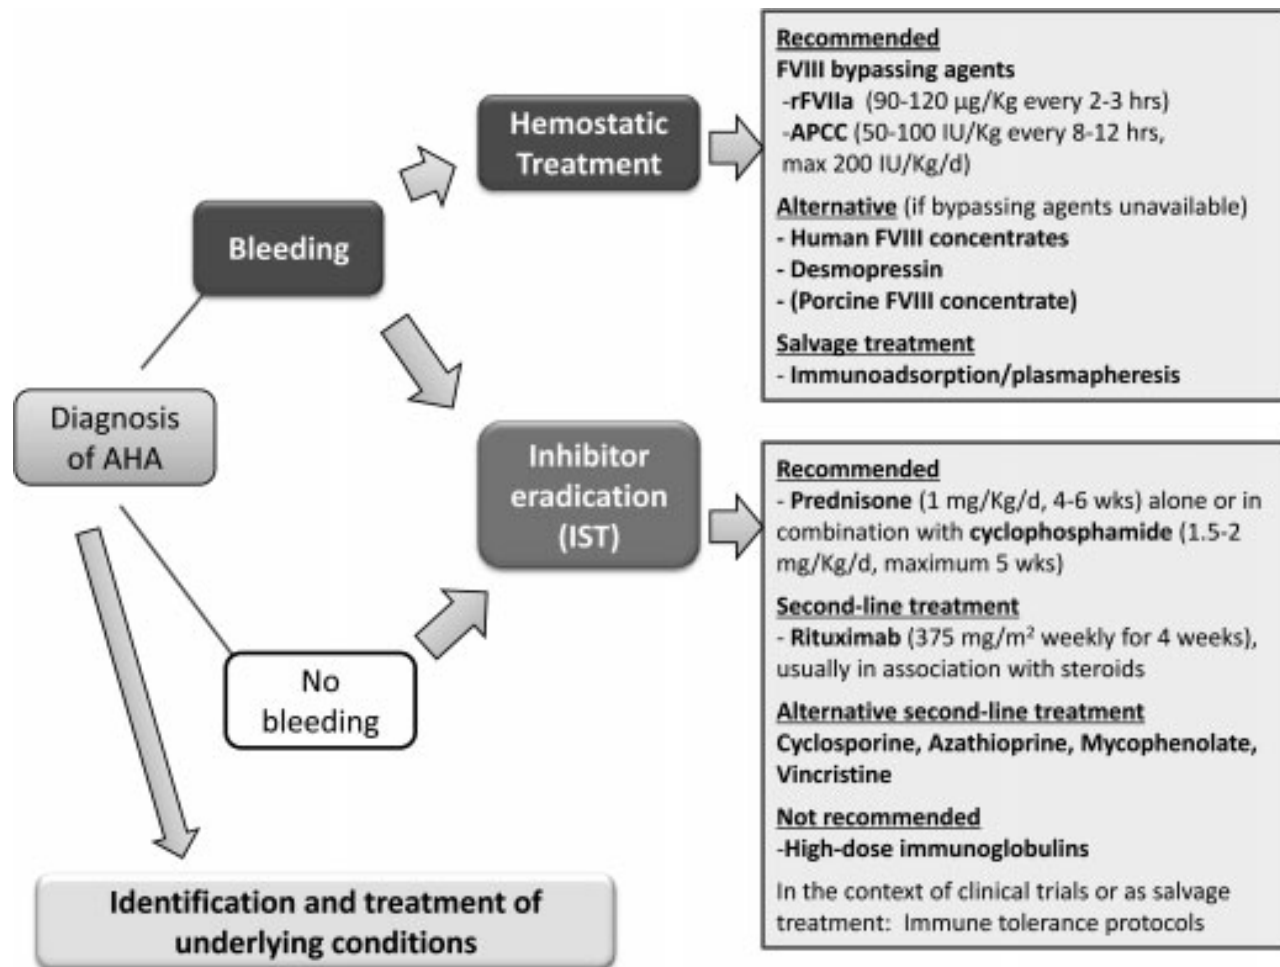 Diagnosis
of AHA
Bleeding
No
bleeding
Identification and treatment of
underlying conditions
Hemostatic
Treatment
Inhibitor
eradication
(IST)
Recommended
FVIII bypassing agents
-rFVIIa (90-120 µg/Kg every 2-3 hrs)
-APCC (50-100 IU/Kg every 8-12 hrs,
max 200 IU/Kg/d)
Alternative (if bypassing agents unavailable)
- Human FVIII concentrates
- Desmopressin
- (Porcine FVIII concentrate)
Salvage treatment
- Immunoadsorption/plasmapheresis
Recommended
- Prednisone (1 mg/Kg/d, 4-6 wks) alone or in
combination with cyclophosphamide (1.5-2
mg/Kg/d, maximum 5 wks)
Second-line treatment
- Rituximab (375 mg/m² weekly for 4 weeks),
usually in association with steroids
Alternative second-line treatment
Cyclosporine, Azathioprine, Mycophenolate,
Vincristine
Not recommended
-High-dose immunoglobulins
In the context of clinical trials or as salvage
treatment: Immune tolerance protocols